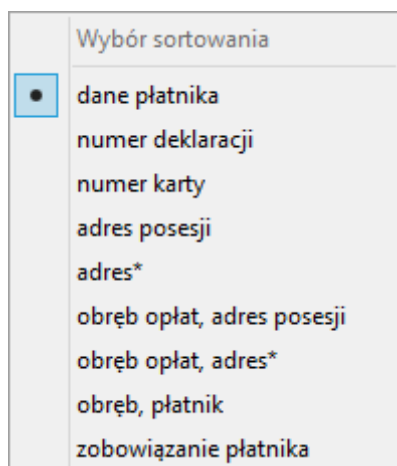 Wybór sortowania
dane płatnika
numer deklaracji
numer karty
adres posesji
adres*
obręb opłat, adres posesji
obręb opłat, adres*
obręb, płatnik
zobowiązanie płatnika